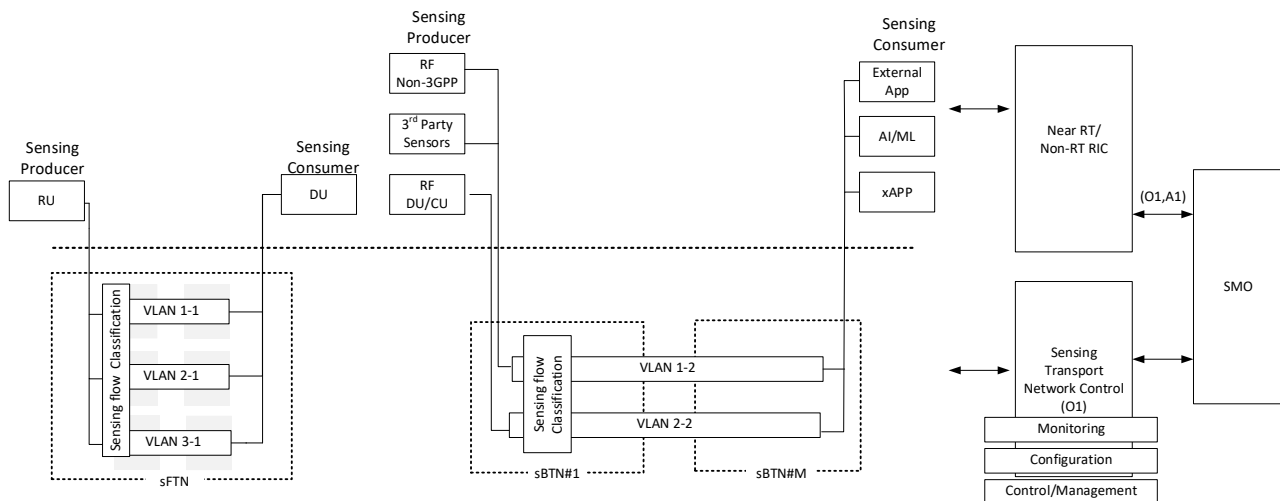 Sensing
Producer
RU
Sensing
Consumer
DU
Sensing
Producer
RF
Non-3GPP
3rd Party
Sensors
RF
DU/CU
Sensing
Consumer
External
App
AI/ML
xAPP
Near RT/
Non-RT RIC
(O1,A1)
SMO
Sensing flow Classification
VLAN 1-1
VLAN 2-1
VLAN 3-1
sFTN
Sensing flow
Classification
VLAN 1-2
VLAN 2-2
sBTN#1
sBTN#M
Sensing
Transport
Network Control
(O1)
Monitoring
Configuration
Control/Management